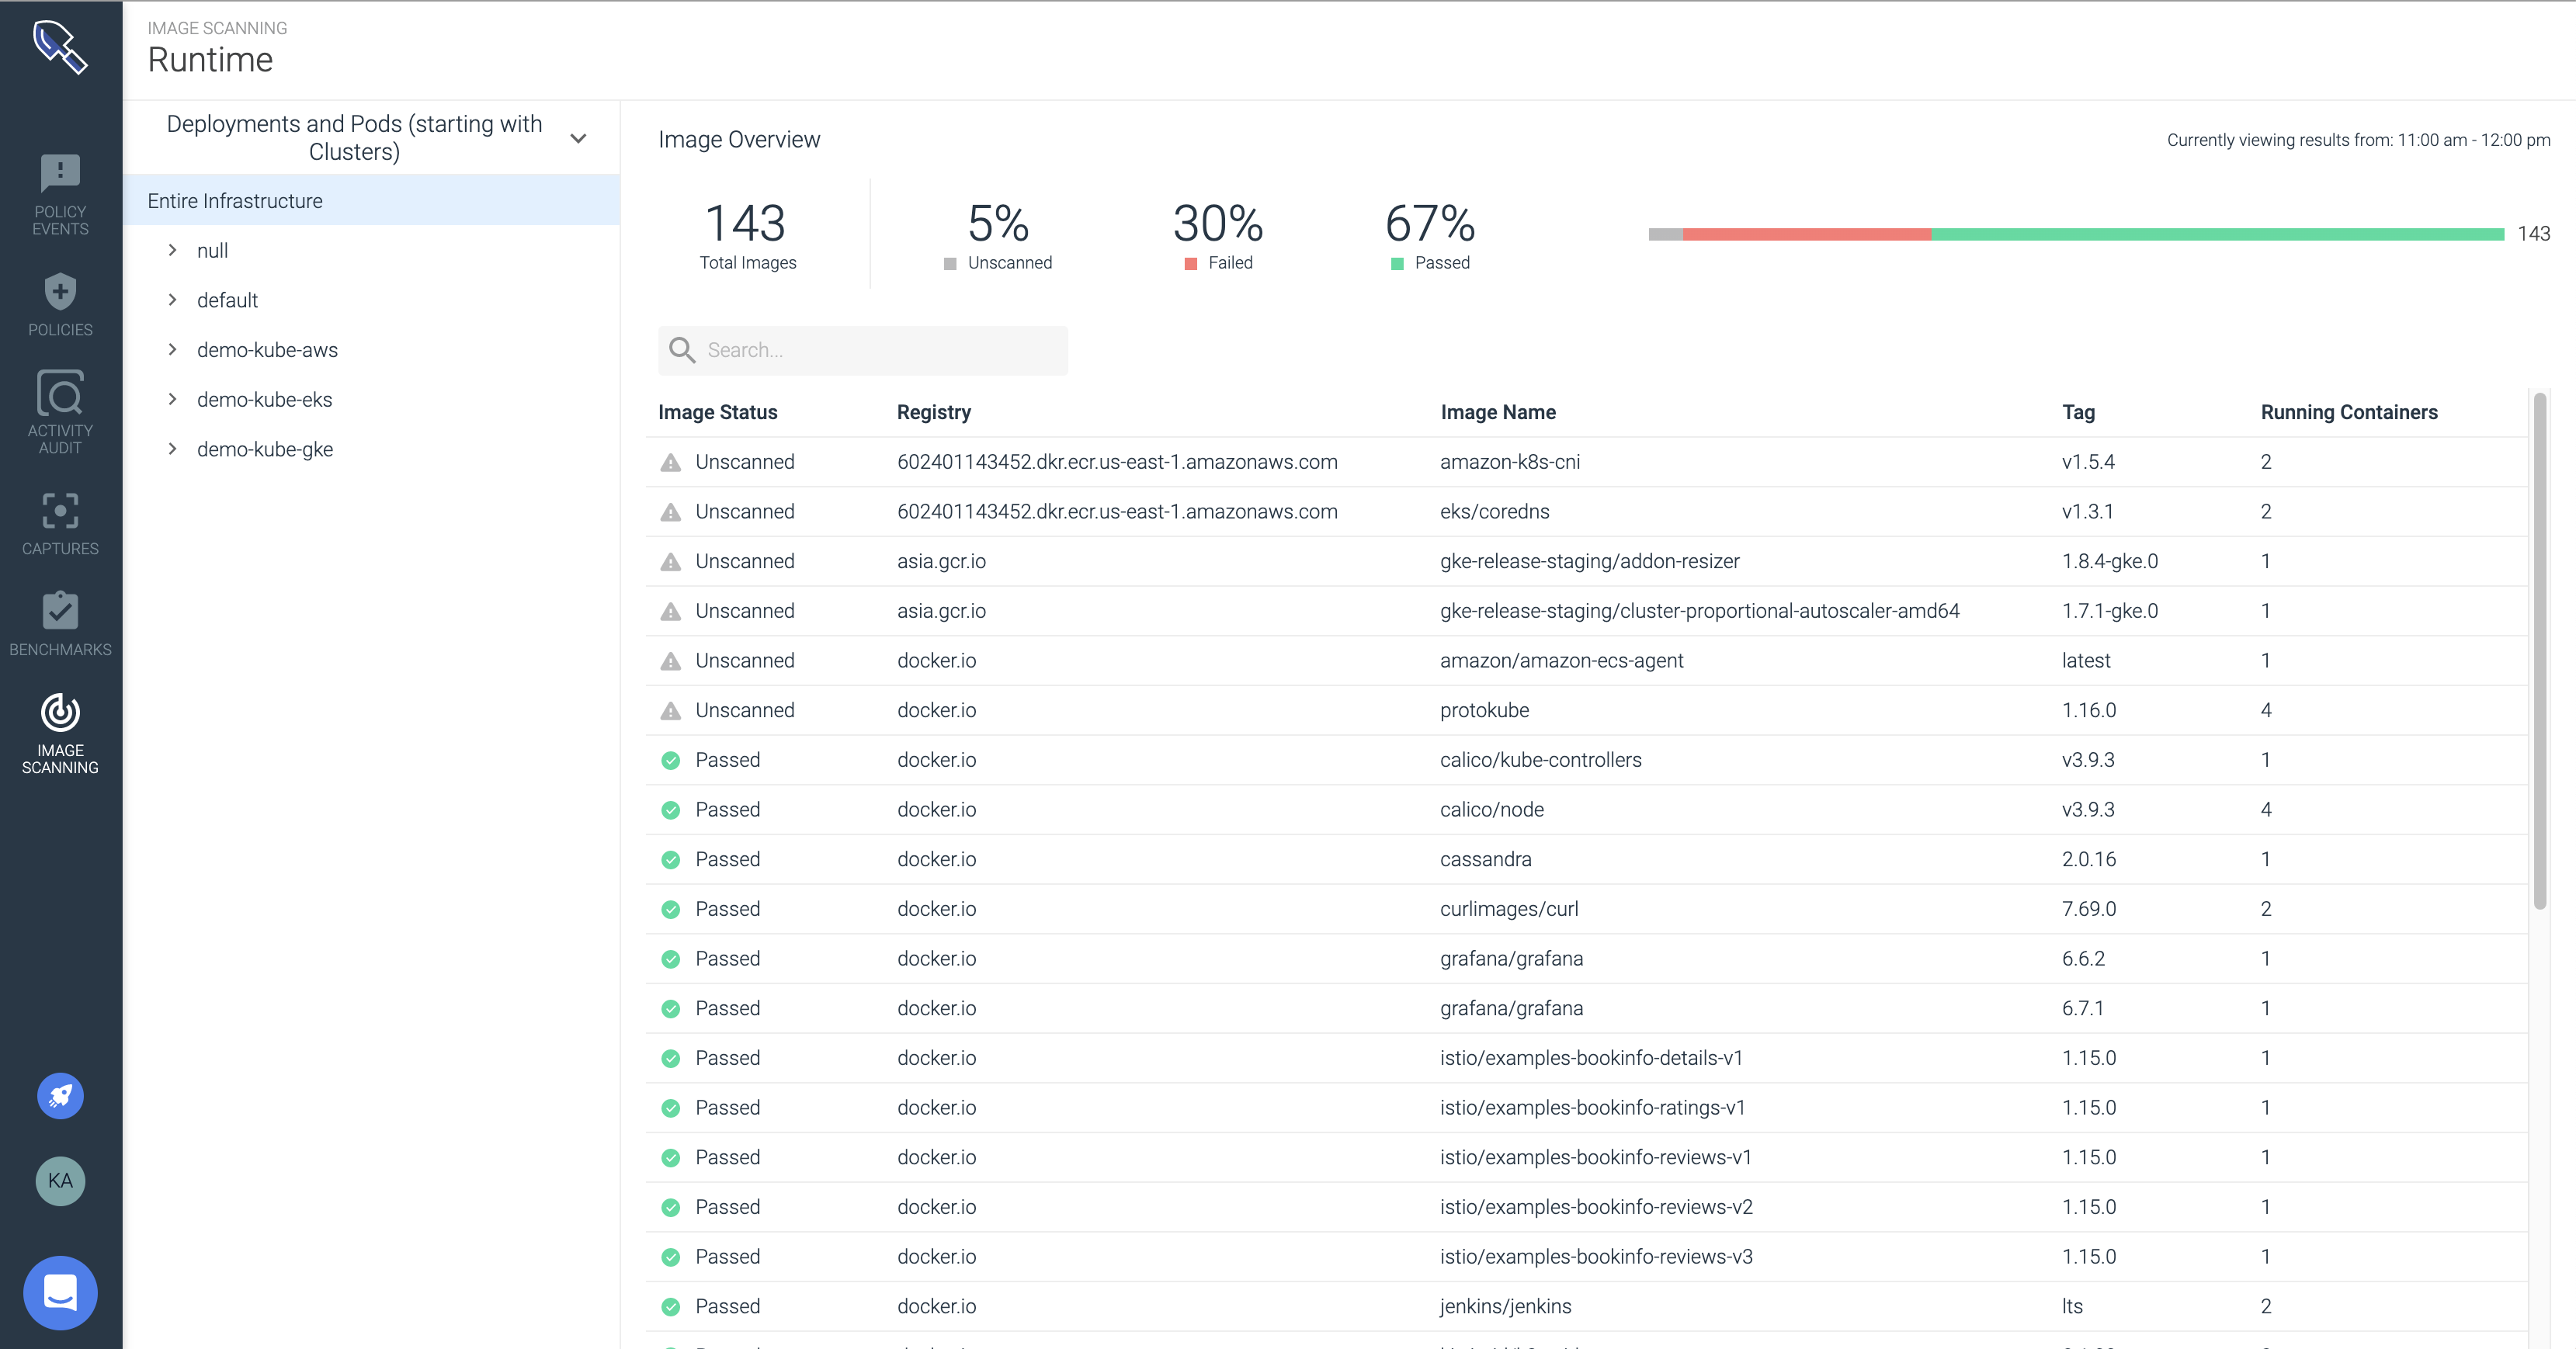 IMAGE SCANNING
Runtime
POLICY
EVENTS
POLICIES
ACTIVITY
AUDIT
CAPTURES
BENCHMARKS
IMAGE
SCANNING
KA
Deployments and Pods (starting with
Clusters)
Entire Infrastructure
null
default
demo-kube-aws
demo-kube-eks
demo-kube-gke
Image Overview
Currently viewing results from: 11:00 am - 12:00 pm
143
Total Images
5%
Unscanned
30%
Failed
67%
Passed
143
Search...
Image Status Registry Image Name Tag Running Containers
Unscanned 602401143452.dkr.ecr.us-east-1.amazonaws.com amazon-k8s-cni v1.5.4 2
Unscanned 602401143452.dkr.ecr.us-east-1.amazonaws.com eks/coredns v1.3.1 2
Unscanned asia.gcr.io gke-release-staging/addon-resizer 1.8.4-gke.0 1
Unscanned asia.gcr.io gke-release-staging/cluster-proportional-autoscaler-amd64 1.7.1-gke.0 1
Unscanned docker.io amazon/amazon-ecs-agent latest 1
Unscanned docker.io protokube 1.16.0 4
Passed docker.io calico/kube-controllers v3.9.3 1
Passed docker.io calico/node v3.9.3 4
Passed docker.io cassandra 2.0.16 1
Passed docker.io curlimages/curl 7.69.0 2
Passed docker.io grafana/grafana 6.6.2 1
Passed docker.io grafana/grafana 6.7.1 1
Passed docker.io istio/examples-bookinfo-details-v1 1.15.0 1
Passed docker.io istio/examples-bookinfo-ratings-v1 1.15.0 1
Passed docker.io istio/examples-bookinfo-reviews-v1 1.15.0 1
Passed docker.io istio/examples-bookinfo-reviews-v2 1.15.0 1
Passed docker.io istio/examples-bookinfo-reviews-v3 1.15.0 1
Passed docker.io jenkins/jenkins lts 2